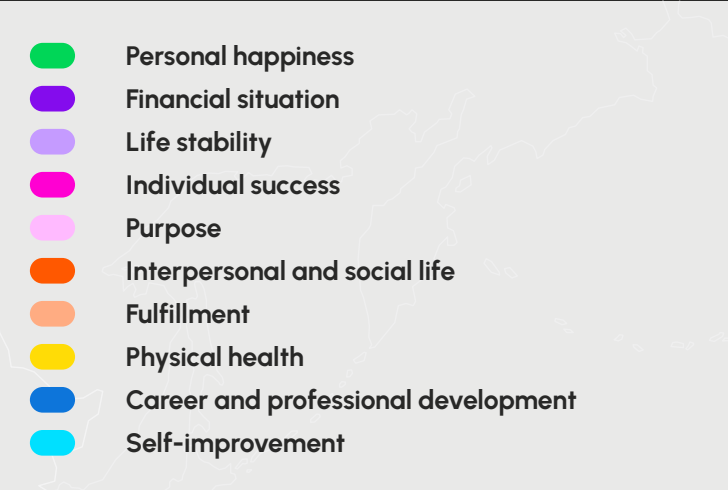 Personal happiness
Financial situation
Life stability
Individual success
Purpose
Interpersonal and social life
Fulfillment
Physical health
Career and professional development
Self-improvement